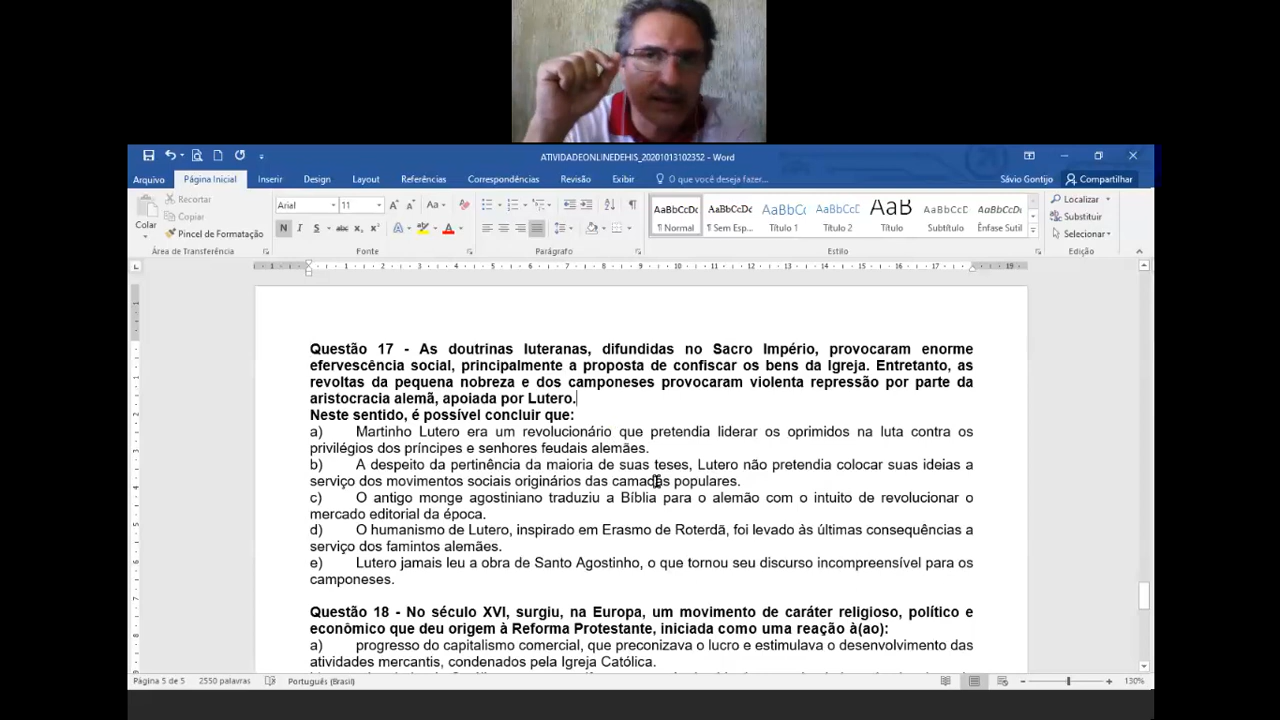 ATIVIDADEONLINEDEHIS_20201013102352 - Word
Arquivo Página Inicial Inserir Design Layout Referências Correspondências Revisão Exibir O que você deseja fazer... Sávio Gontijo Compartilhar
Recortar
Copiar
Pincel de Formatação
Colar
Área de Transferência
Arial 11
N I S abc x₂ x²
Fonte
Parágrafo
AaBbCcDc AaBbCcDc AaBbC AaBbCcD AaB AaBbCcD AaBbCcDc
¶ Normal ¶ Sem Esp... Título 1 Título 2 Título Subtítulo Ênfase Sutil
Estilo
Localizar
Substituir
Selecionar
Edição
Questão 17 - As doutrinas luteranas, difundidas no Sacro Império, provocaram enorme
efervescência social, principalmente a proposta de confiscar os bens da Igreja. Entretanto, as
revoltas da pequena nobreza e dos camponeses provocaram violenta repressão por parte da
aristocracia alemã, apoiada por Lutero.
Neste sentido, é possível concluir que:
a) Martinho Lutero era um revolucionário que pretendia liderar os oprimidos na luta contra os
privilégios dos príncipes e senhores feudais alemães.
b) A despeito da pertinência da maioria de suas teses, Lutero não pretendia colocar suas ideias a
serviço dos movimentos sociais originários das camadas populares.
c) O antigo monge agostiniano traduziu a Bíblia para o alemão com o intuito de revolucionar o
mercado editorial da época.
d) O humanismo de Lutero, inspirado em Erasmo de Roterdã, foi levado às últimas consequências a
serviço dos famintos alemães.
e) Lutero jamais leu a obra de Santo Agostinho, o que tornou seu discurso incompreensível para os
camponeses.
Questão 18 - No século XVI, surgiu, na Europa, um movimento de caráter religioso, político e
econômico que deu origem à Reforma Protestante, iniciada como uma reação à(ao):
a) progresso do capitalismo comercial, que preconizava o lucro e estimulava o desenvolvimento das
atividades mercantis, condenados pela Igreja Católica.
Página 5 de 5 2550 palavras Português (Brasil) 130%